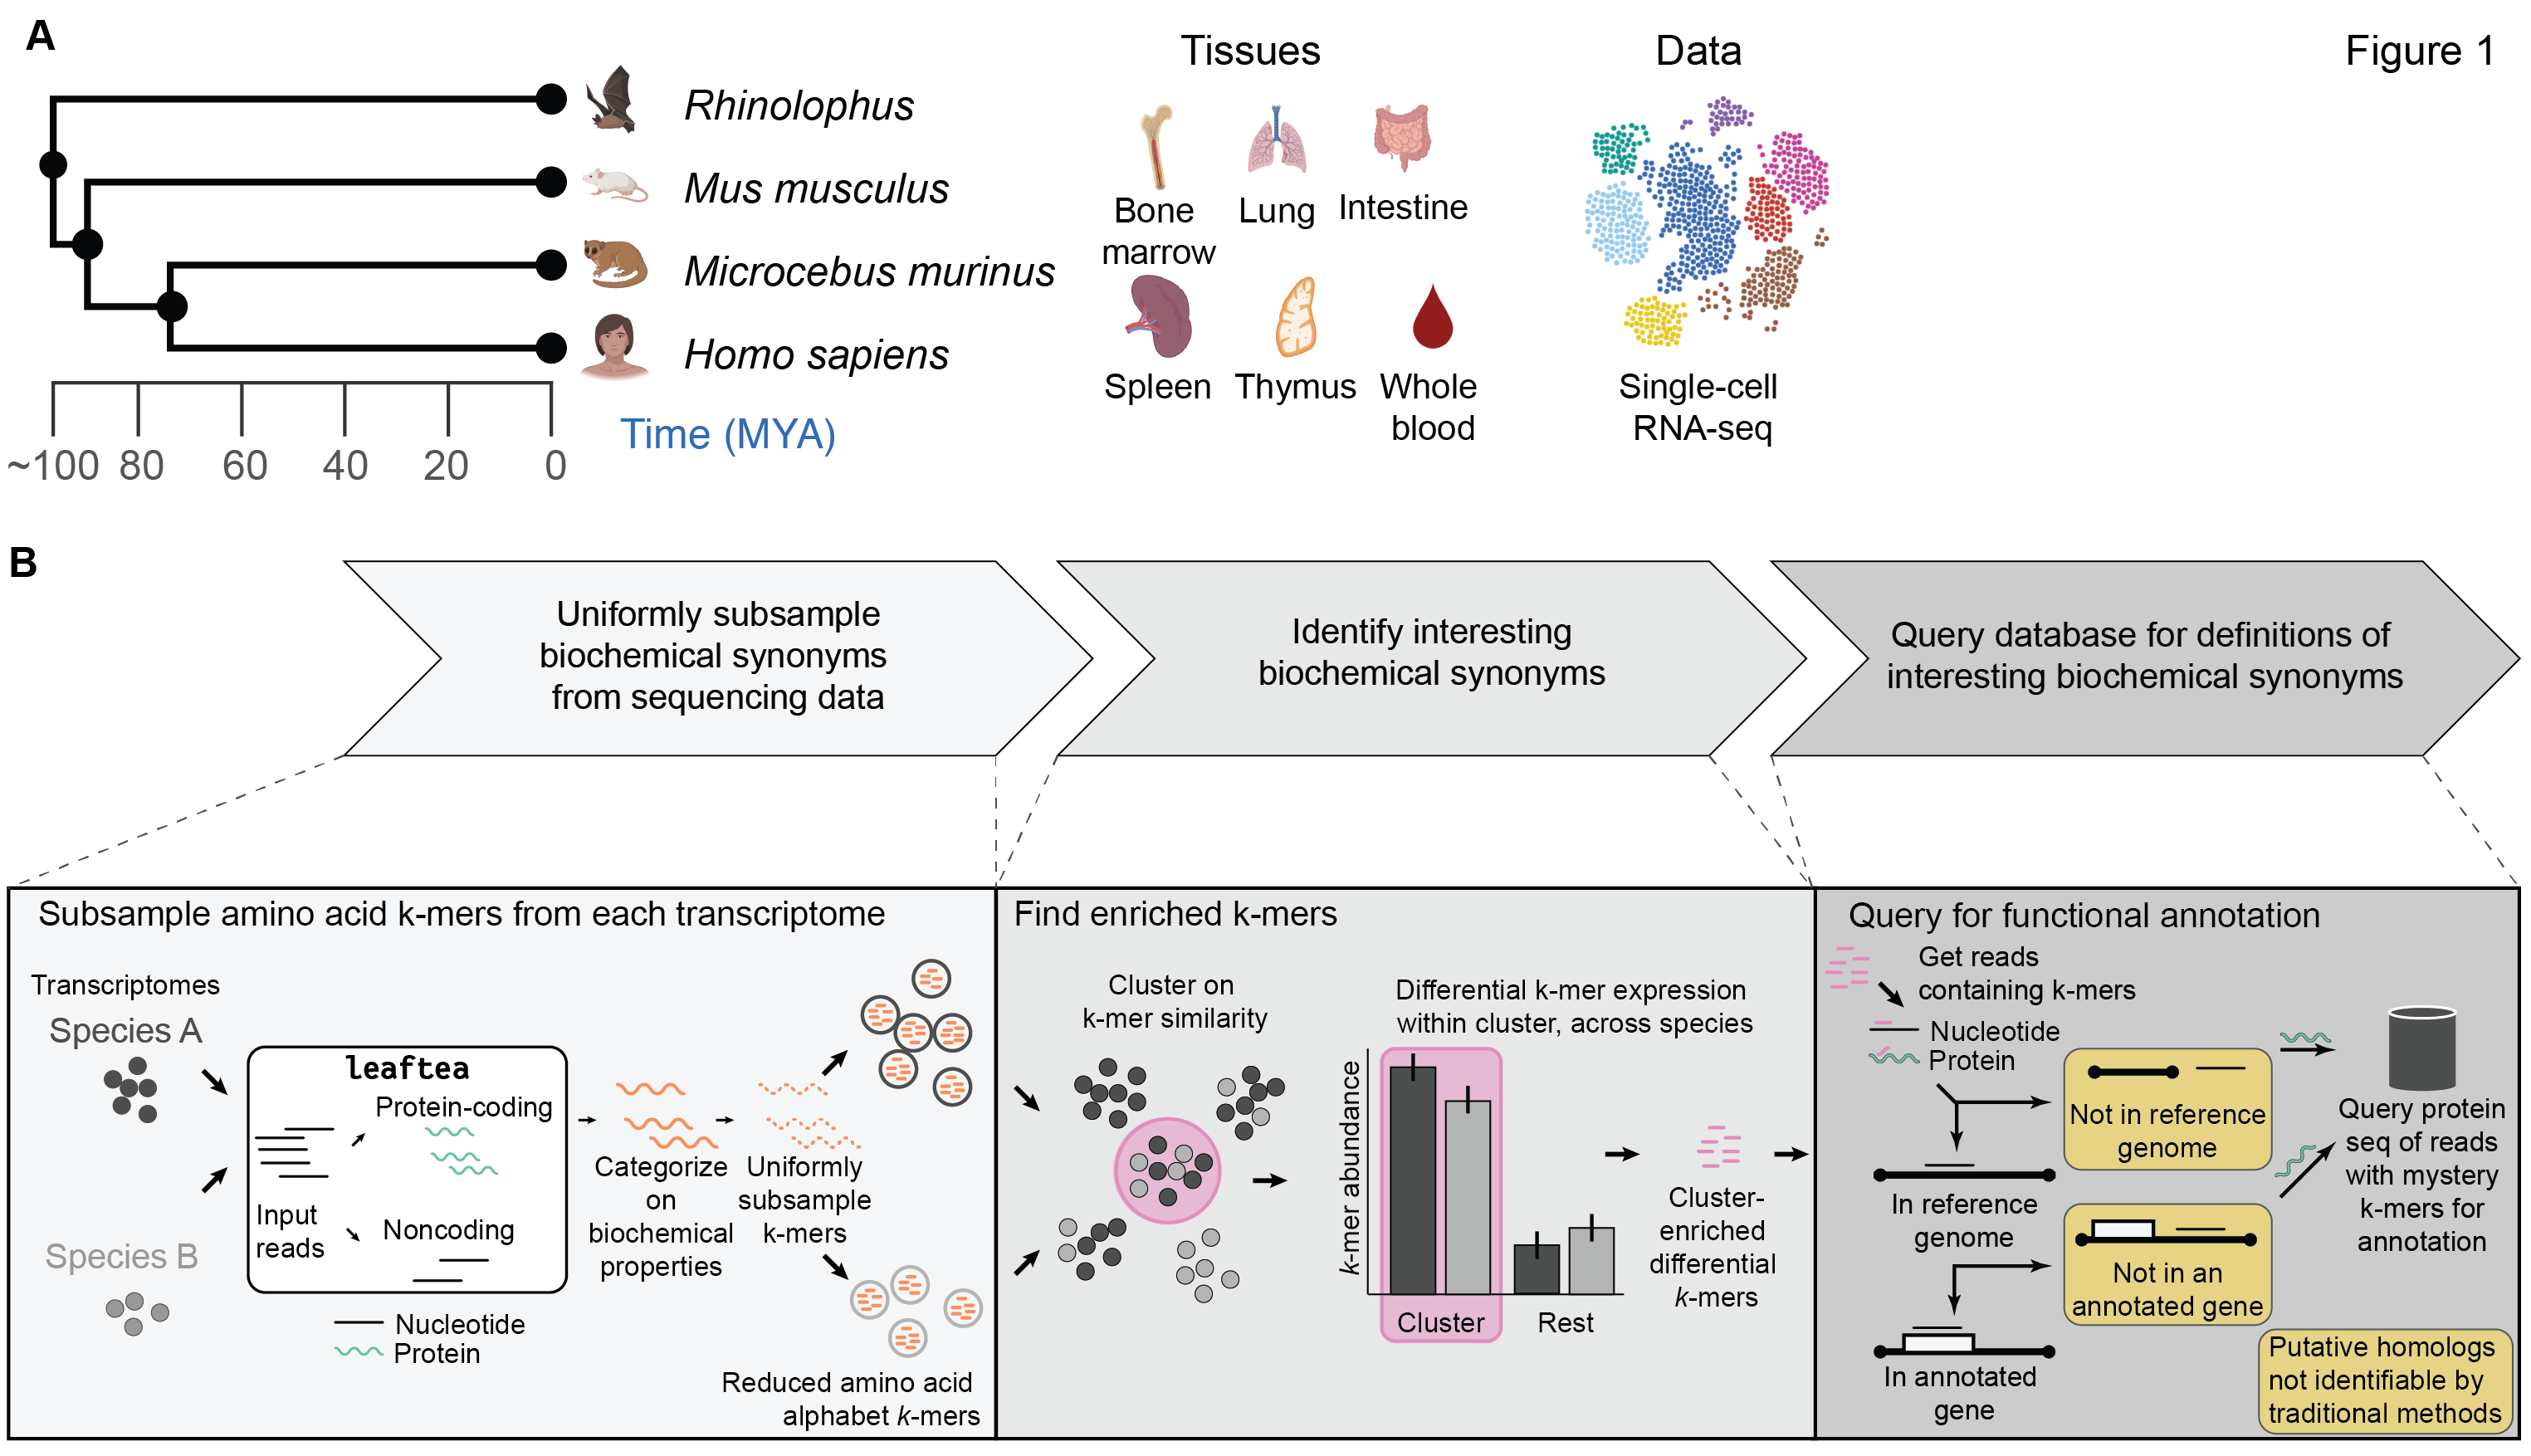 A
Figure 1
Rhinolophus
Mus musculus
Microcebus murinus
Homo sapiens
~100 80 60 40 20 0
Time (MYA)
Tissues
Bone
marrow
Lung
Intestine
Spleen
Thymus
Whole
blood
Data
Single-cell
RNA-seq
B
Uniformly subsample
biochemical synonyms
from sequencing data
Identify interesting
biochemical synonyms
Query database for definitions of
interesting biochemical synonyms
Subsample amino acid k-mers from each transcriptome
Transcriptomes
Species A
Species B
leaftea
Protein-coding
Input
reads
Noncoding
Nucleotide
Protein
Categorize
on
biochemical
properties
Uniformly
subsample
k-mers
Reduced amino acid
alphabet k-mers
Find enriched k-mers
Cluster on
k-mer similarity
Differential k-mer expression
within cluster, across species
k-mer abundance
Cluster
Rest
Cluster-
enriched
differential
k-mers
Query for functional annotation
Get reads
containing k-mers
Nucleotide
Protein
Not in reference
genome
In reference
genome
Not in an
annotated gene
In annotated
gene
Query protein
seq of reads
with mystery
k-mers for
annotation
Putative homologs
not identifiable by
traditional methods